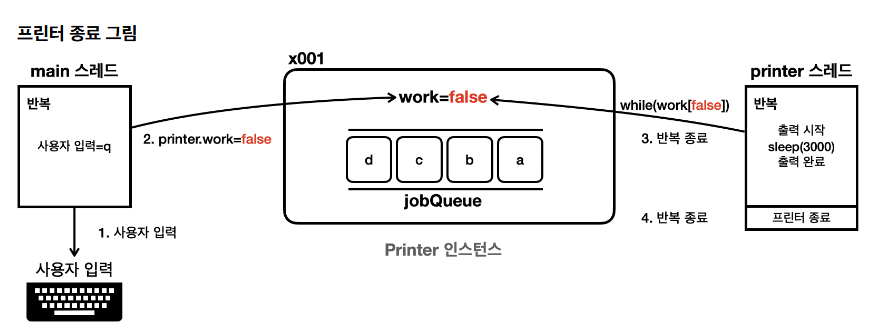 프린터 종료 그림
x001
main 스레드
반복
사용자 입력=q
2. printer.work=false
1. 사용자 입력
사용자 입력
work=false
d c b a
jobQueue
Printer 인스턴스
printer 스레드
while(work[false])
반복
출력 시작
sleep(3000)
출력 완료
3. 반복 종료
4. 반복 종료
프린터 종료